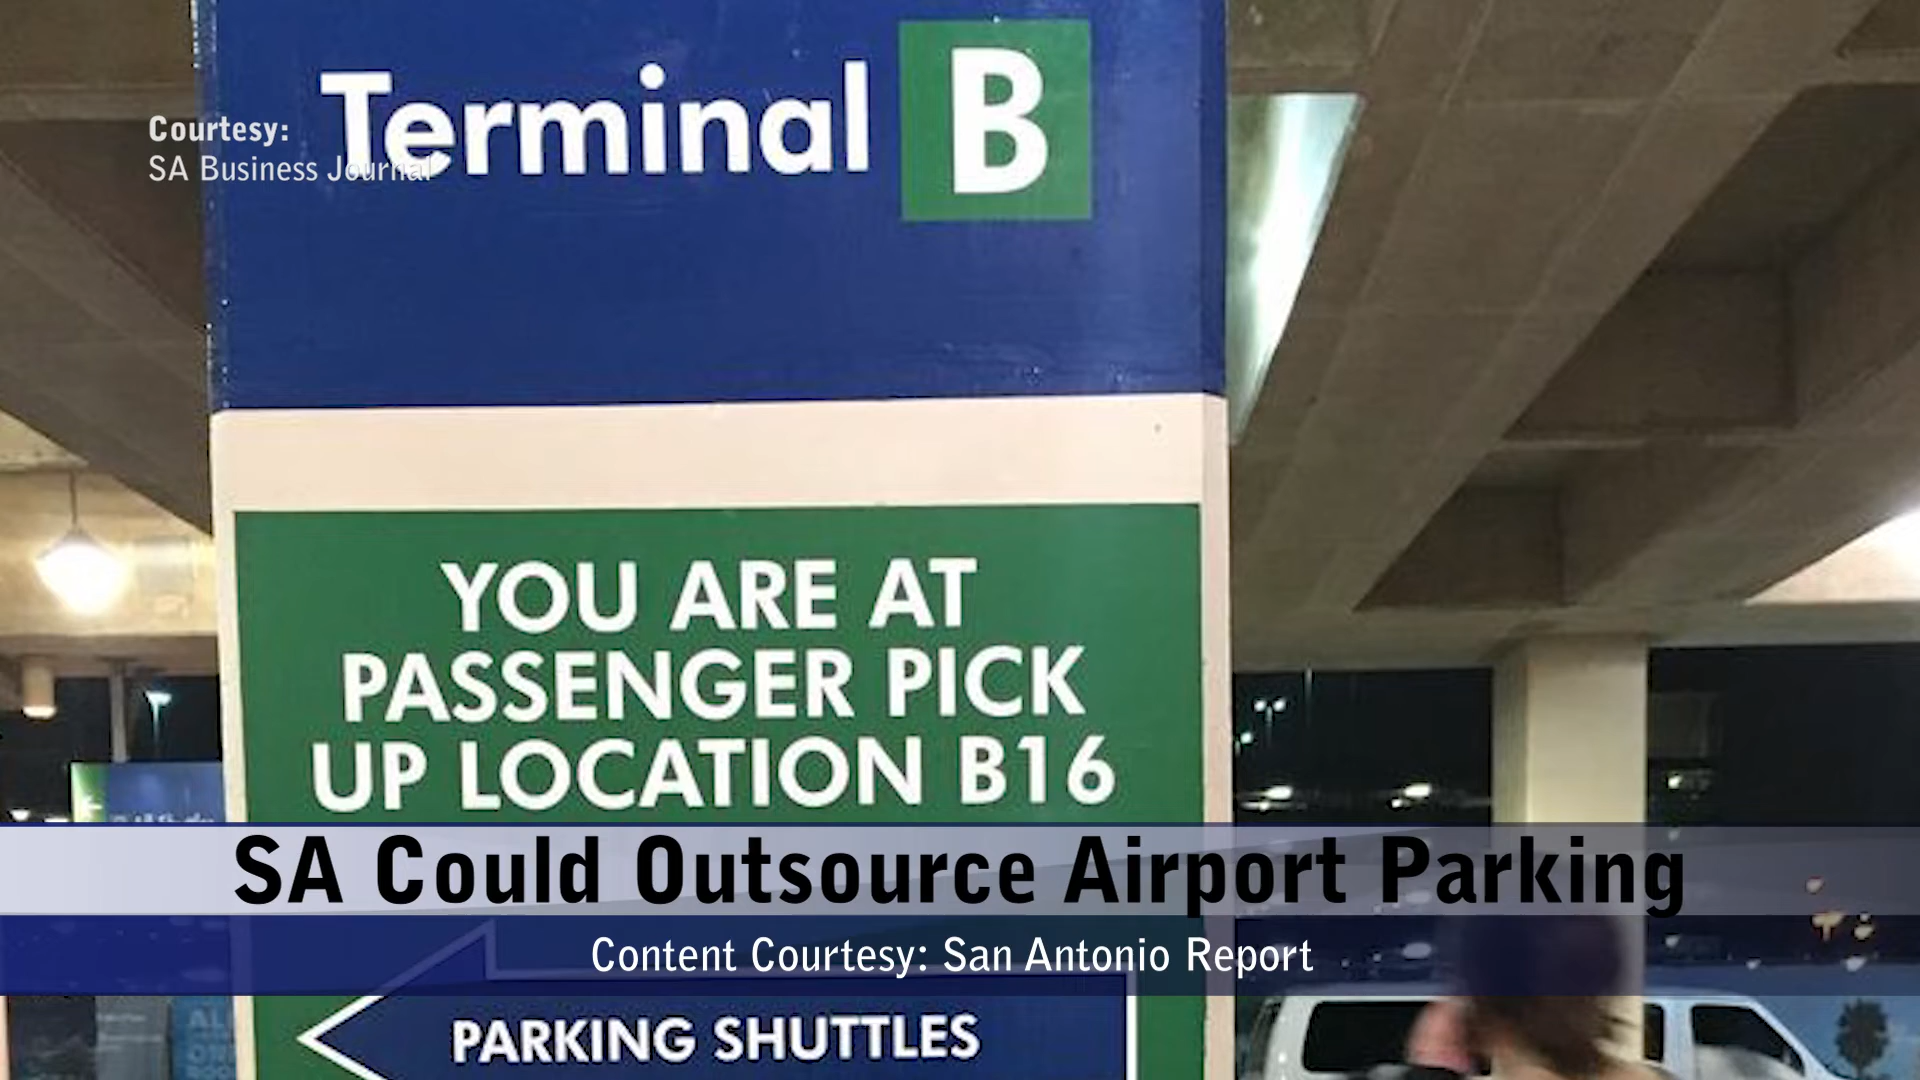 Terminal B
Courtesy:
SA Business Journal
YOU ARE AT
PASSENGER PICK
UP LOCATION B16
SA Could Outsource Airport Parking
Content Courtesy: San Antonio Report
PARKING SHUTTLES